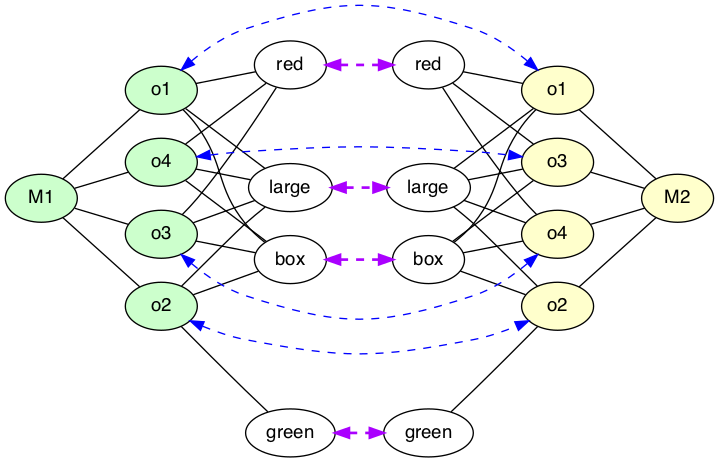 red
red
o1
o1
o4
o3
large
large
M1
M2
o3
o4
box
box
o2
o2
green
green